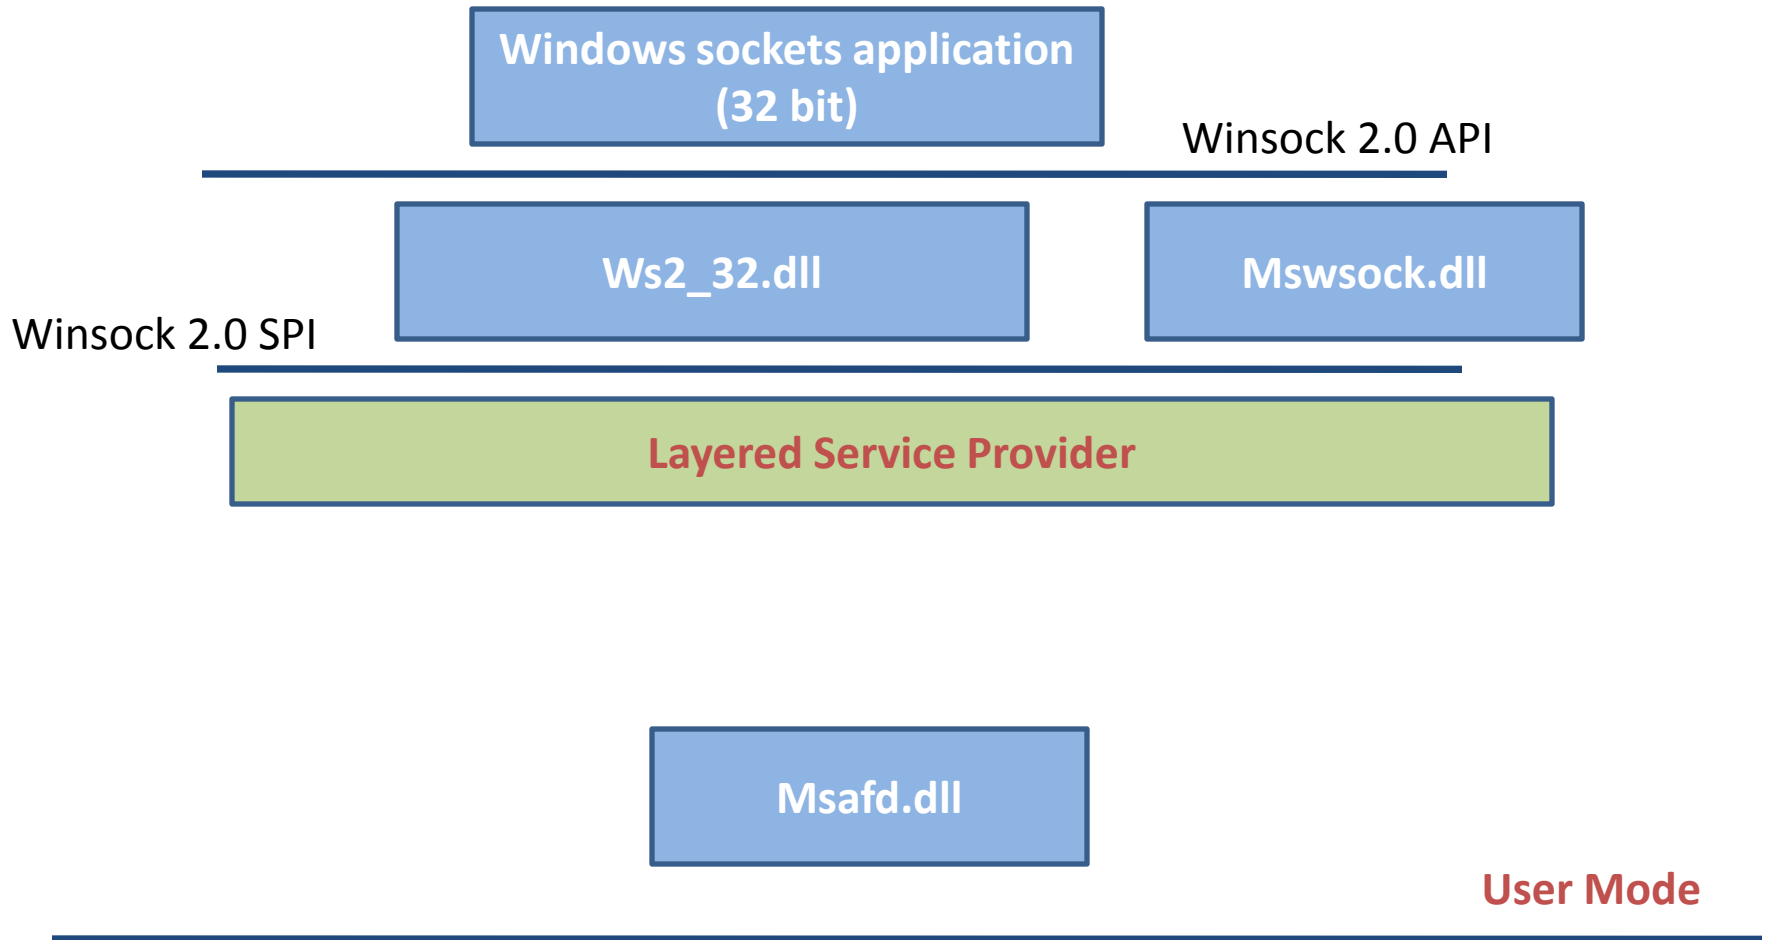 Windows sockets application
(32 bit)
Winsock 2.0 API
Ws2_32.dll
Mswsock.dll
Winsock 2.0 SPI
Layered Service Provider
Msafd.dll
User Mode